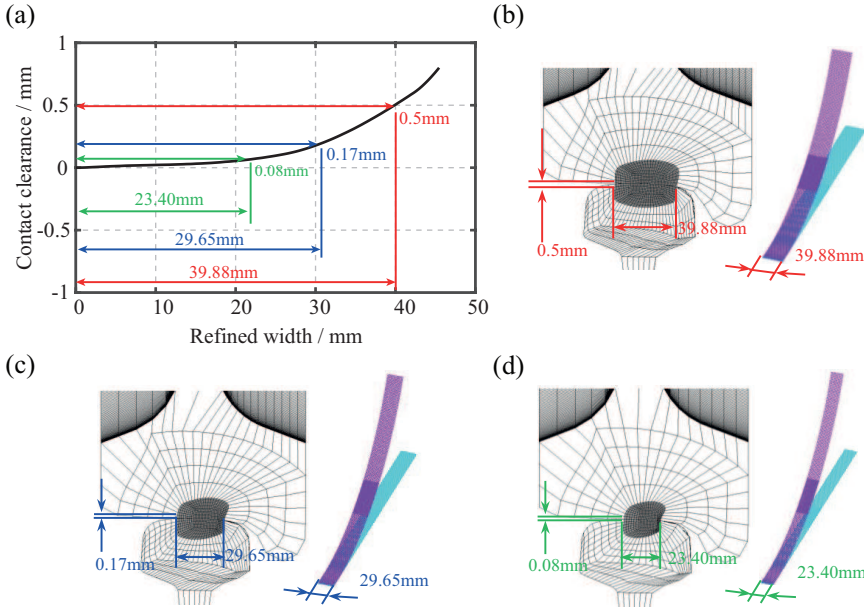 (a)
Contact clearance / mm
1
0.5
0
-0.5
-1
0.5mm
0.17mm
0.08mm
23.40mm
29.65mm
39.88mm
0 10 20 30 40 50
Refined width / mm
(b)
0.5mm
39.88mm
39.88mm
(c)
0.17mm
29.65mm
29.65mm
(d)
0.08mm
23.40mm
23.40mm